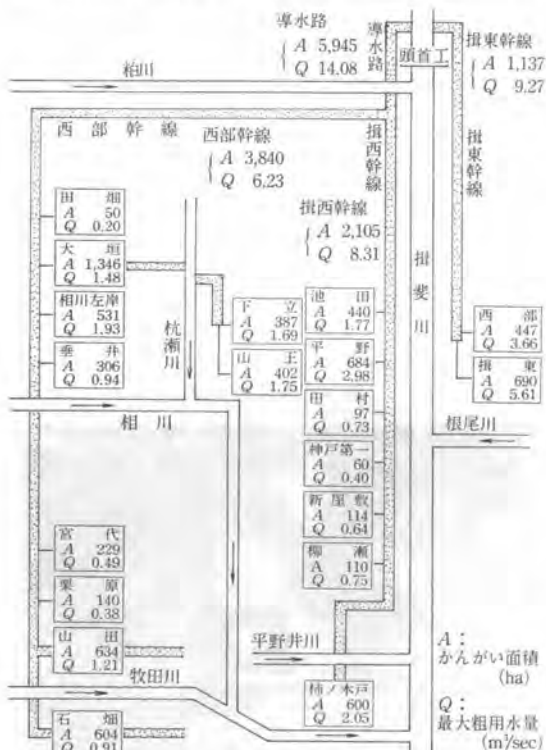 導水路
A 5,945
Q 14.08
導水路
頭首工
揖東幹線
A 1,137
Q 9.27
粕川
西部幹線
西部幹線
A 3,840
Q 6.23
揖西幹線
揖東幹線
揖西幹線
A 2,105
Q 8.31
揖斐川
田畑
A 50
Q 0.20
大垣
A 1,346
Q 1.48
相川左岸
A 531
Q 1.93
垂井
A 306
Q 0.94
杭瀬川
下立
A 387
Q 1.69
山王
A 402
Q 1.75
池田
A 440
Q 1.77
平野
A 684
Q 2.98
田村
A 97
Q 0.73
神戸第一
A 60
Q 0.40
新屋敷
A 114
Q 0.64
柳瀬
A 110
Q 0.75
西部
A 447
Q 3.66
揖東
A 690
Q 5.61
相川
根尾川
宮代
A 229
Q 0.49
栗原
A 140
Q 0.38
山田
A 634
Q 1.21
牧田川
石畑
A 604
Q 0.91
平野井川
柿ノ木戸
A 600
Q 2.05
A：
かんがい面積
(ha)
Q：
最大粗用水量
(m³/sec)